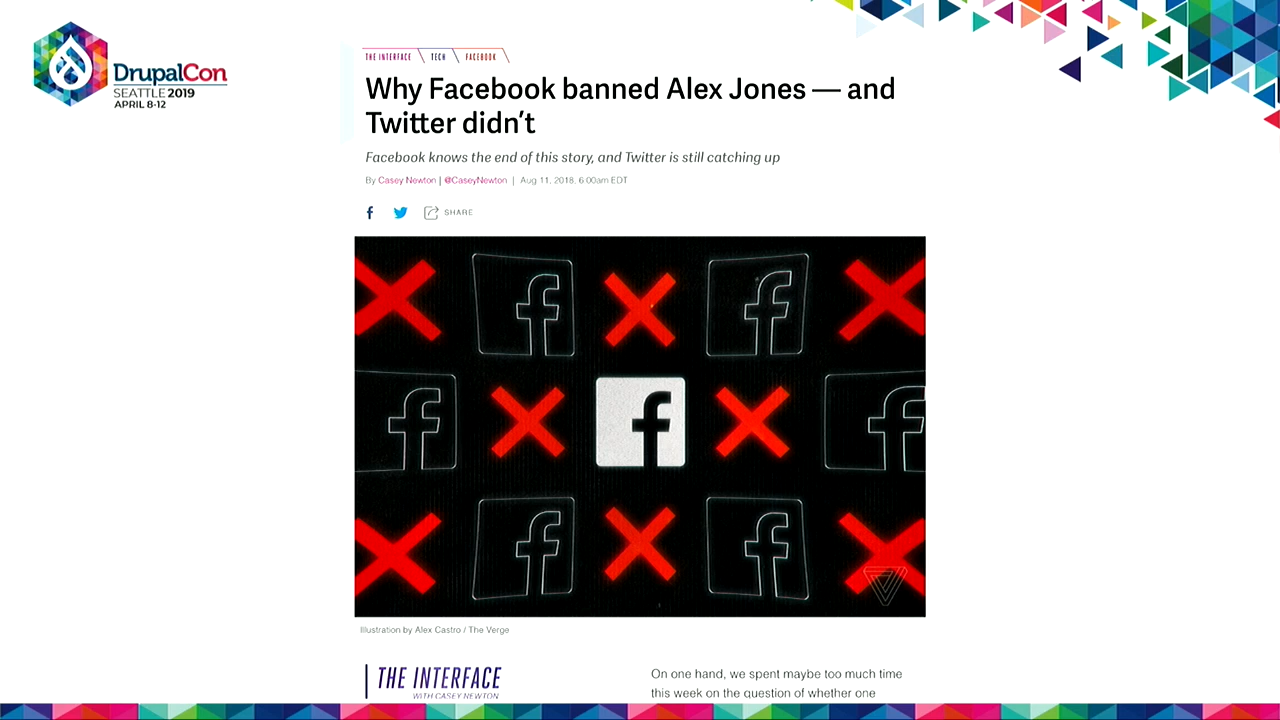 DrupalCon
SEATTLE 2019
APRIL 8-12
THE INTERFACE TECH FACEBOOK
Why Facebook banned Alex Jones — and
Twitter didn't
Facebook knows the end of this story, and Twitter is still catching up
By Casey Newton | @CaseyNewton | Aug 11, 2018, 6:00am EDT
SHARE
Illustration by Alex Castro / The Verge
THE INTERFACE
WITH CASEY NEWTON
On one hand, we spent maybe too much time
this week on the question of whether one